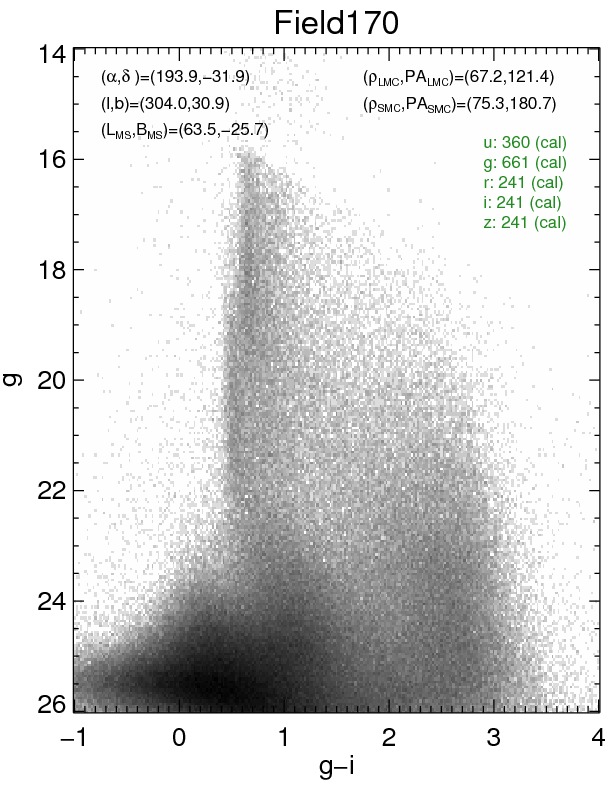 Field170
(α,δ)=(193.9,−31.9)
(ρLMC,PALMC)=(67.2,121.4)
(l,b)=(304.0,30.9)
(ρSMC,PASMC)=(75.3,180.7)
(LMS,BMS)=(63.5,−25.7)
u: 360 (cal)
g: 661 (cal)
r: 241 (cal)
i: 241 (cal)
z: 241 (cal)
14
16
18
20
22
24
26
g
−1 0 1 2 3 4
g−i